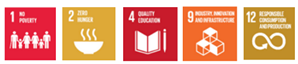 1 NO
POVERTY
2 ZERO
HUNGER
4 QUALITY
EDUCATION
9 INDUSTRY, INNOVATION
AND INFRASTRUCTURE
12 RESPONSIBLE
CONSUMPTION
AND PRODUCTION